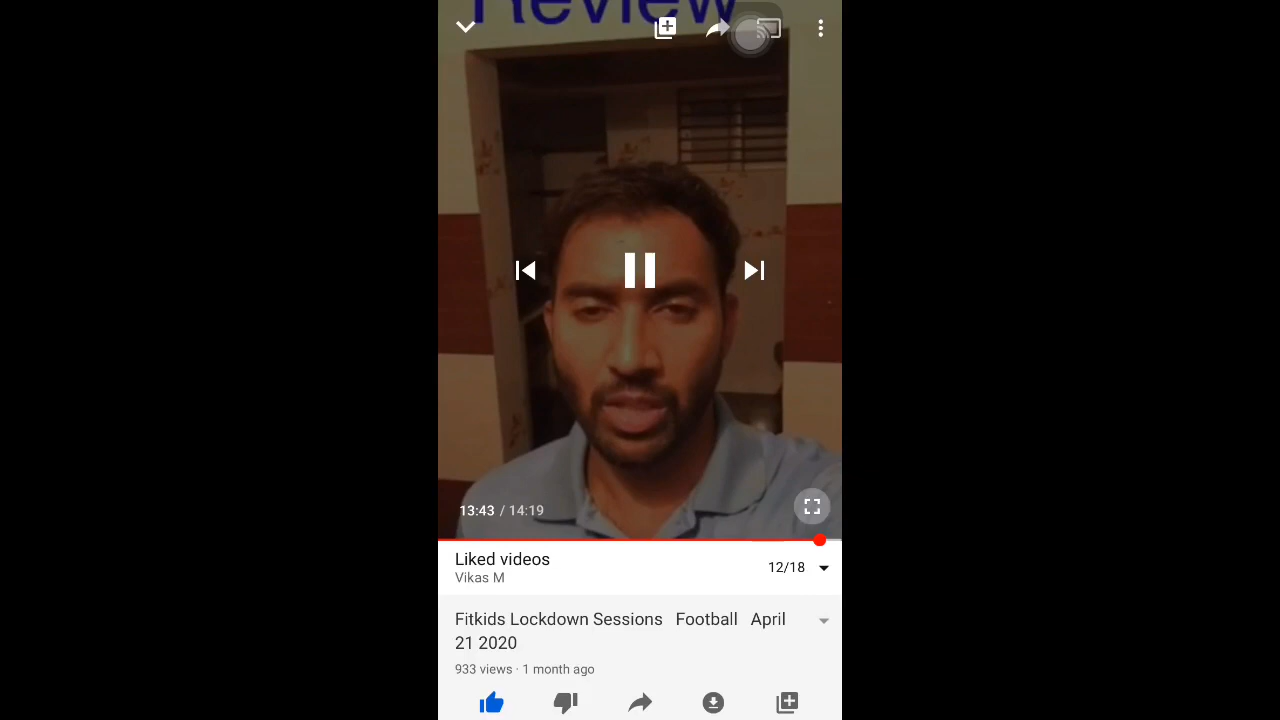 Review
13:43 / 14:19
Liked videos
Vikas M
12/18
Fitkids Lockdown Sessions Football April
21 2020
933 views · 1 month ago